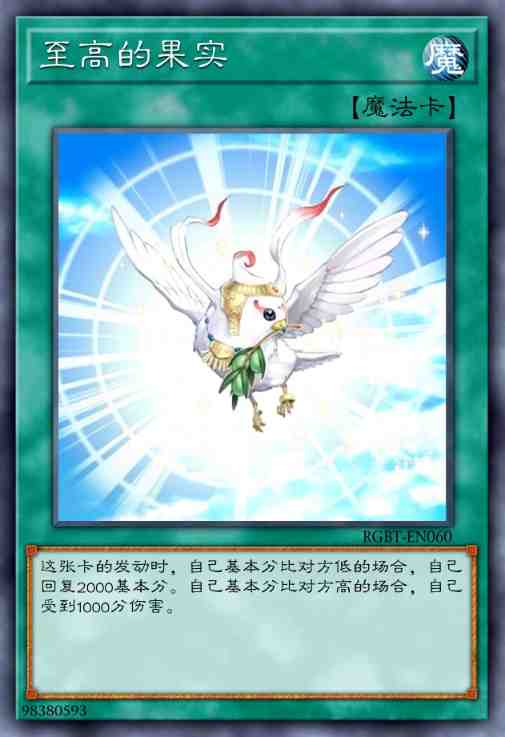 至高的果实
魔
【魔法卡】
RGBT-EN060
这张卡的发动时，自己基本分比对方低的场合，自己
回复2000基本分。自己基本分比对方高的场合，自己
受到1000分伤害。
98380593